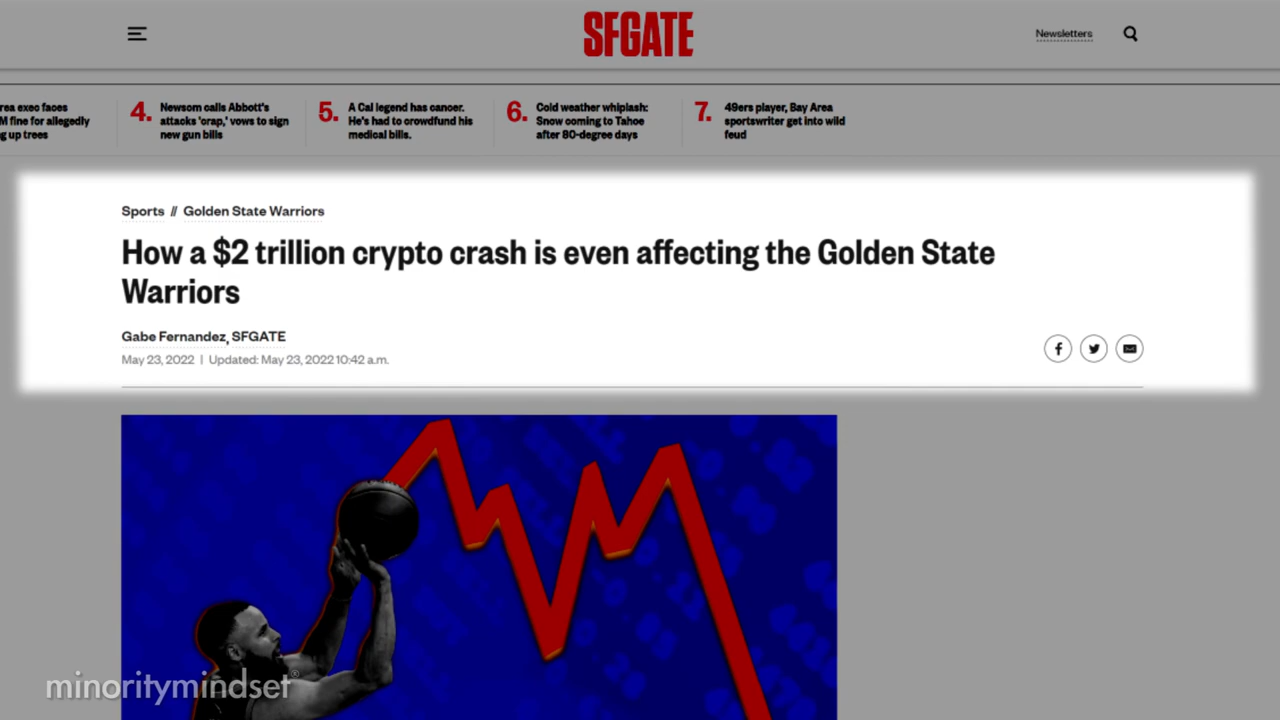 SFGATE
Newsletters
rea exec faces
M fine for allegedly
g up trees
4. Newsom calls Abbott's
attacks 'crap,' vows to sign
new gun bills
5. A Cal legend has cancer.
He's had to crowdfund his
medical bills.
6. Cold weather whiplash:
Snow coming to Tahoe
after 80-degree days
7. 49ers player, Bay Area
sportswriter get into wild
feud
Sports // Golden State Warriors
How a $2 trillion crypto crash is even affecting the Golden State
Warriors
Gabe Fernandez, SFGATE
May 23, 2022 | Updated: May 23, 2022 10:42 a.m.
minoritymindset®